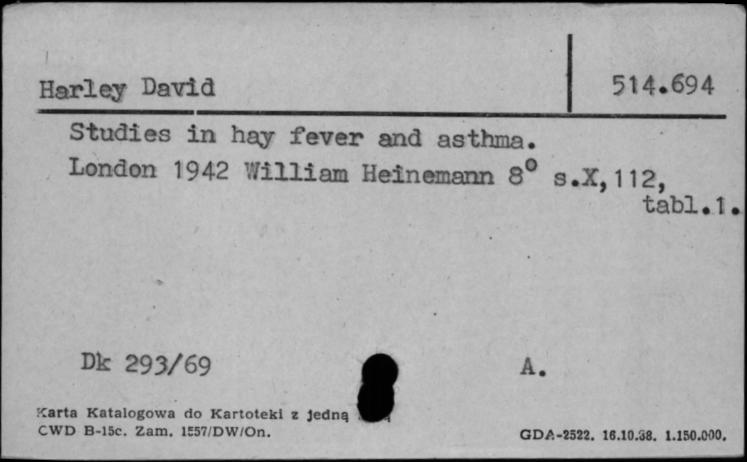 Harley David
514.694
Studies in hay fever and asthma.
London 1942 William Heinemann 8° s.X,112,
tabl.1.
Dk 293/69
A.
Karta Katalogowa do Kartoteki z jedną
CWD B-15c. Zam. 1557/DW/On.
GDA-2522. 16.10.68. 1.150.000.